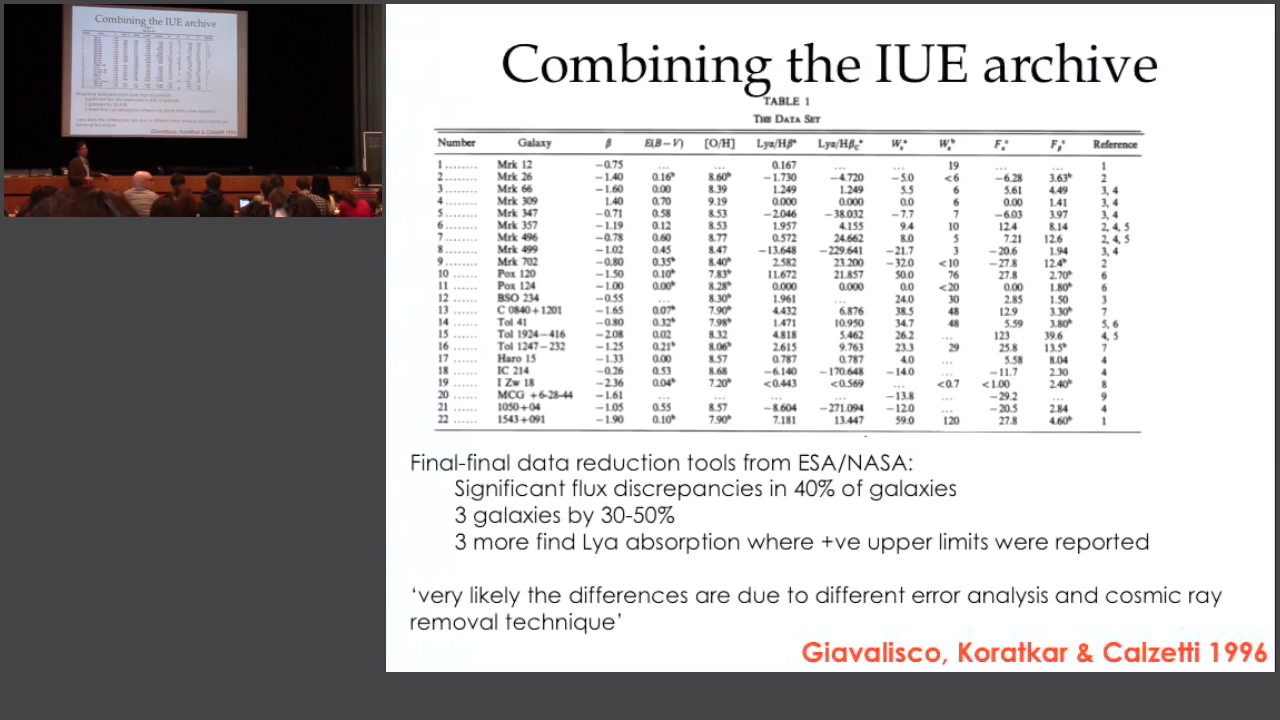 Combining the IUE archive
TABLE 1
THE DATA SET
Number Galaxy β E(B−V) [O/H] Lyα/Hβᵃ Lyα/Hβ꜀ᵃ Wₐᵃ Wₐᵇ Fₐᵃ Fᵦᵃ Reference
1 ........ Mrk 12 −0.75 ... ... 0.167 ... ... 19 ... ... 1
2 ........ Mrk 26 −1.40 0.16ᵇ 8.60ᵇ −1.730 −4.720 −5.0 <6 −6.28 3.63ᵇ 2
3 ........ Mrk 66 −1.60 0.00 8.39 1.249 1.249 5.5 6 5.61 4.49 3, 4
4 ........ Mrk 309 1.40 0.70 9.19 0.000 0.000 0.0 6 0.00 1.41 3, 4
5 ........ Mrk 347 −0.71 0.58 8.53 −2.046 −38.032 −7.7 7 −6.03 3.97 3, 4
6 ........ Mrk 357 −1.19 0.12 8.53 1.957 4.155 9.4 10 12.4 8.14 2, 4, 5
7 ........ Mrk 496 −0.78 0.60 8.77 0.572 24.662 8.0 5 7.21 12.6 2, 4, 5
8 ........ Mrk 499 −1.02 0.45 8.47 −13.648 −229.641 −21.7 3 −20.6 1.94 3, 4
9 ........ Mrk 702 −0.80 0.35ᵇ 8.40ᵇ 2.582 23.200 −32.0 <10 −27.8 12.4ᵇ 2
10 ...... Pox 120 −1.50 0.10ᵇ 7.83ᵇ 11.672 21.857 50.0 76 27.8 2.70ᵇ 6
11 ...... Pox 124 −1.00 0.00ᵇ 8.28ᵇ 0.000 0.000 0.0 <20 0.00 1.80ᵇ 6
12 ...... BSO 234 −0.55 ... 8.30ᵇ 1.961 ... 24.0 30 2.85 1.50 3
13 ...... C 0840+1201 −1.65 0.07ᵇ 7.90ᵇ 4.432 6.876 38.5 48 12.9 3.30ᵇ 7
14 ...... Tol 41 −0.80 0.32ᵇ 7.98ᵇ 1.471 10.950 34.7 48 5.59 3.80ᵇ 5, 6
15 ...... Tol 1924−416 −2.08 0.02 8.32 4.818 5.462 26.2 ... 123 39.6 4, 5
16 ...... Tol 1247−232 −1.25 0.21ᵇ 8.06ᵇ 2.615 9.763 23.3 29 25.8 13.5ᵇ 7
17 ...... Haro 15 −1.33 0.00 8.57 0.787 0.787 4.0 ... 5.58 8.04 4
18 ...... IC 214 −0.26 0.53 8.68 −6.140 −170.648 −14.0 ... −11.7 2.30 4
19 ...... I Zw 18 −2.36 0.04ᵇ 7.20ᵇ <0.443 <0.569 ... <0.7 <1.00 2.40ᵇ 8
20 ...... MCG +6-28-44 −1.61 ... ... ... ... −13.8 ... −29.2 ... 9
21 ...... 1050+04 −1.05 0.55 8.57 −8.604 −271.094 −12.0 ... −20.5 2.84 4
22 ...... 1543+091 −1.90 0.10ᵇ 7.90ᵇ 7.181 13.447 59.0 120 27.8 4.60ᵇ 1
Final-final data reduction tools from ESA/NASA:
Significant flux discrepancies in 40% of galaxies
3 galaxies by 30-50%
3 more find Lya absorption where +ve upper limits were reported
‘very likely the differences are due to different error analysis and cosmic ray
removal technique’
Giavalisco, Koratkar & Calzetti 1996
Combining the IUE archive
Giavalisco, Koratkar & Calzetti 1996